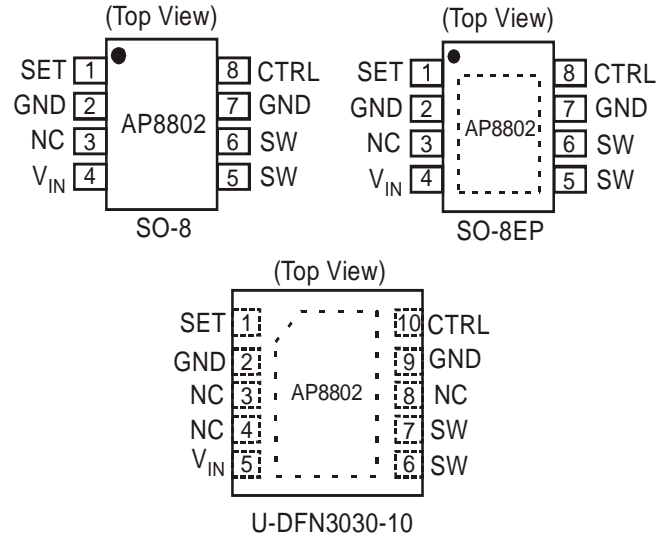 (Top View)
SET 1 8 CTRL
GND 2 7 GND
NC 3 AP8802 6 SW
VIN 4 5 SW
SO-8
(Top View)
SET 1 8 CTRL
GND 2 7 GND
NC 3 AP8802 6 SW
VIN 4 5 SW
SO-8EP
(Top View)
SET 1 10 CTRL
GND 2 9 GND
NC 3 AP8802 8 NC
NC 4 7 SW
VIN 5 6 SW
U-DFN3030-10